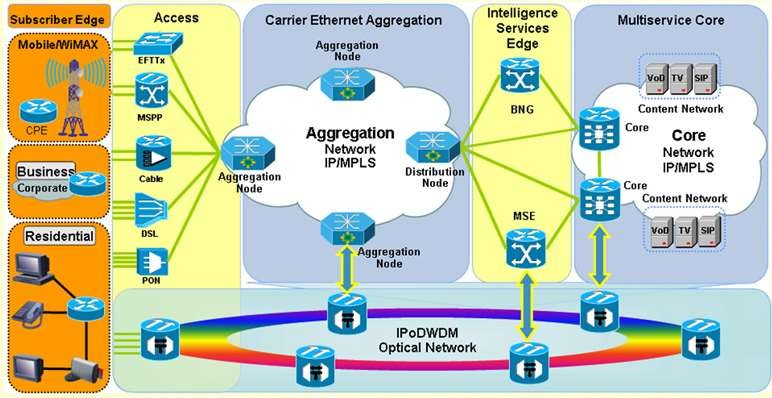 Subscriber Edge
Mobile/WiMAX
CPE
Business
Corporate
Residential
Access
EFTTx
MSPP
Cable
DSL
PON
Carrier Ethernet Aggregation
Aggregation
Node
Aggregation
Network
IP/MPLS
Aggregation
Node
Distribution
Node
Aggregation
Node
Intelligence
Services
Edge
BNG
MSE
Multiservice Core
VoD
TV
SIP
Content Network
Core
Core
Network
IP/MPLS
Core
Content Network
VoD
TV
SIP
IPoDWDM
Optical Network